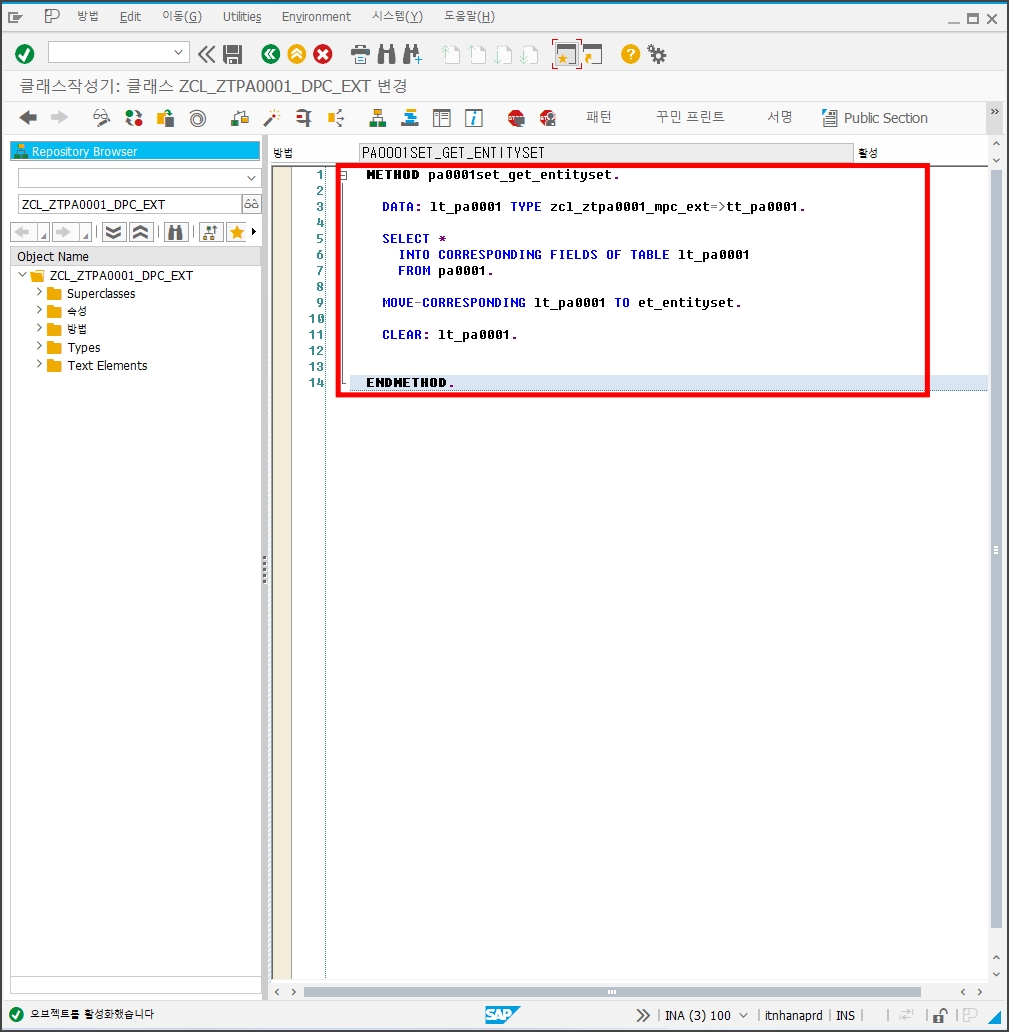 방법 Edit 이동(G) Utilities Environment 시스템(Y) 도움말(H)
클래스작성기: 클래스 ZCL_ZTPA0001_DPC_EXT 변경
패턴 꾸민 프린트 서명 Public Section
Repository Browser
방법 PA0001SET_GET_ENTITYSET 활성
ZCL_ZTPA0001_DPC_EXT
Object Name
ZCL_ZTPA0001_DPC_EXT
Superclasses
속성
방법
Types
Text Elements
1 METHOD pa0001set_get_entityset.
2
3 DATA: lt_pa0001 TYPE zcl_ztpa0001_mpc_ext=>tt_pa0001.
4
5 SELECT *
6 INTO CORRESPONDING FIELDS OF TABLE lt_pa0001
7 FROM pa0001.
8
9 MOVE-CORRESPONDING lt_pa0001 TO et_entityset.
10
11 CLEAR: lt_pa0001.
12
13
14 ENDMETHOD.
오브젝트를 활성화했습니다
SAP
INA (3) 100 itnhanaprd INS